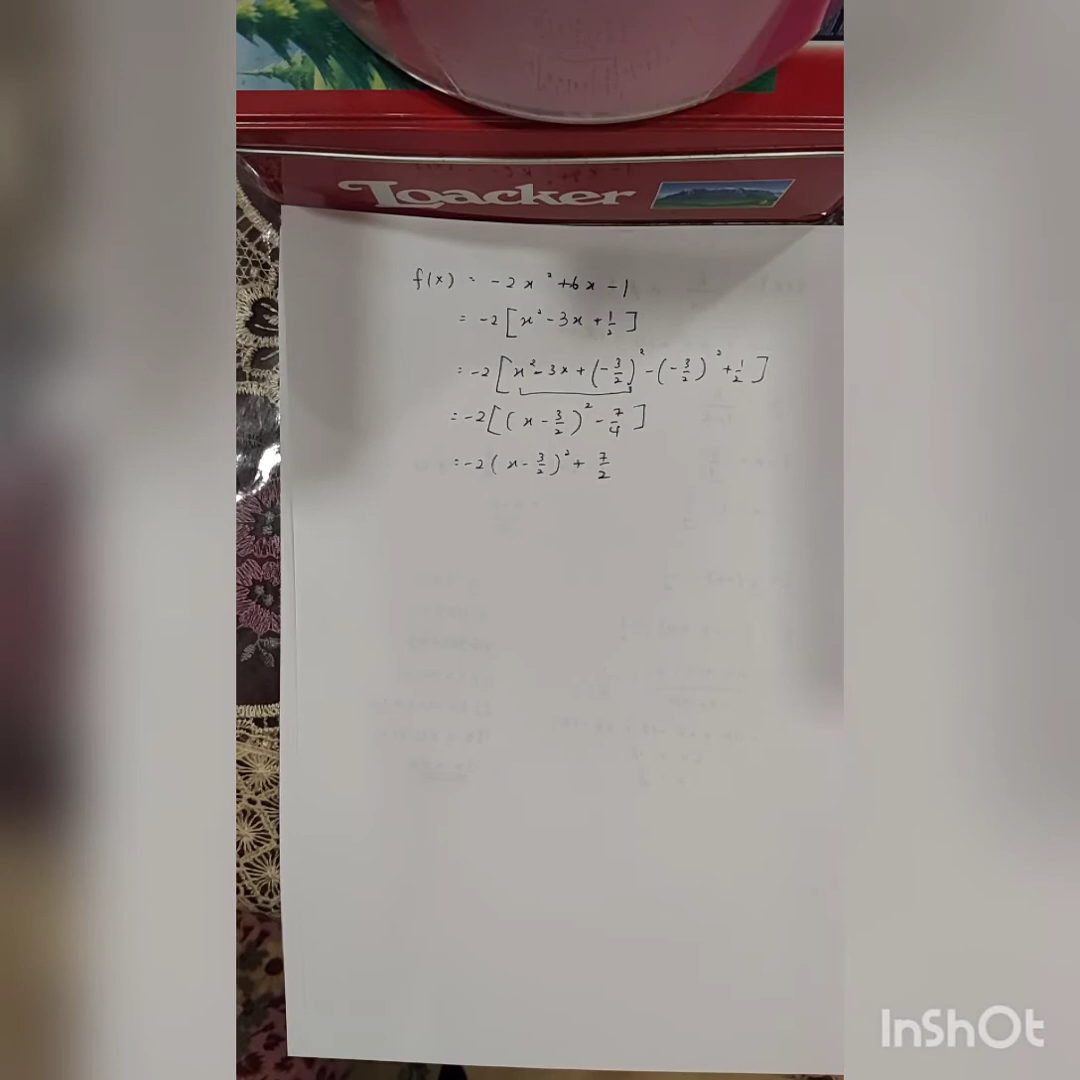 Loacker
f(x) = -2x² + 6x - 1
= -2[x² - 3x + 1/2]
= -2[x² - 3x + (-3/2)² - (-3/2)² + 1/2]
= -2[(x - 3/2)² - 7/4]
= -2(x - 3/2)² + 7/2
InShOt